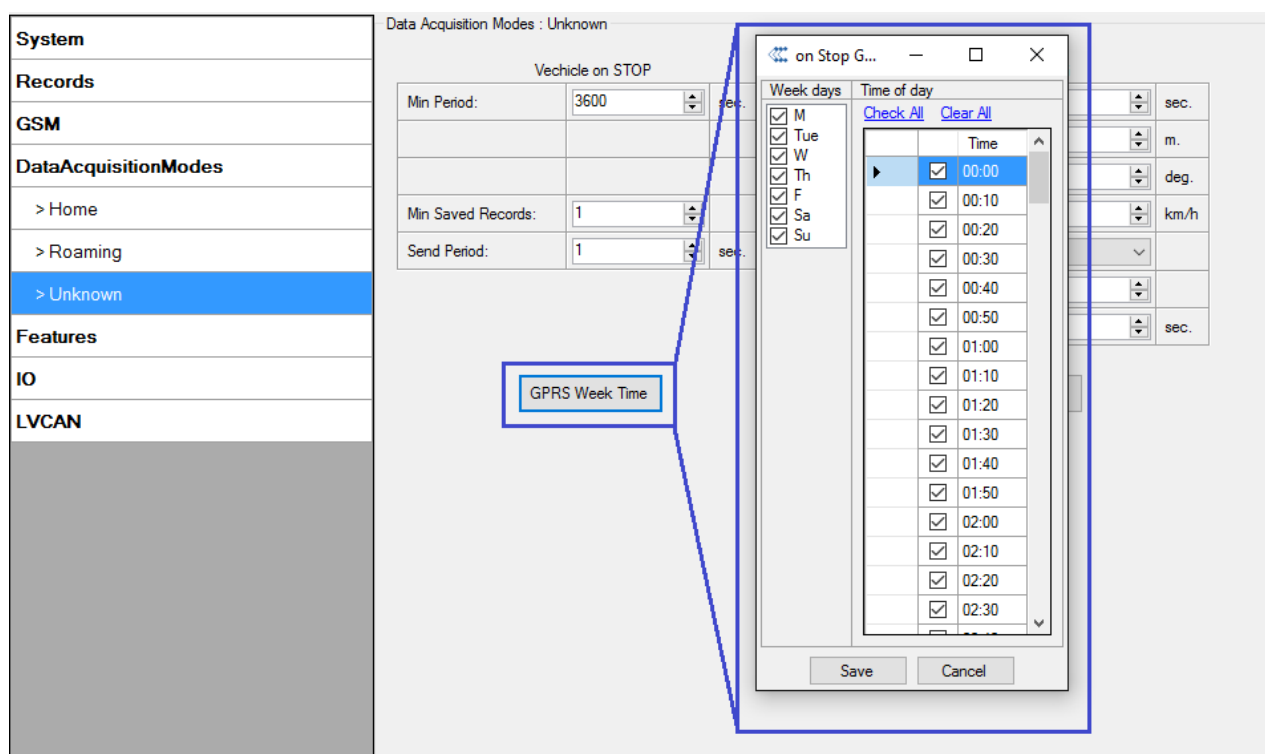 System
Records
GSM
DataAcquisitionModes
> Home
> Roaming
> Unknown
Features
IO
LVCAN
Data Acquisition Modes : Unknown
Vechicle on STOP
Min Period: 3600 sec.
Min Saved Records: 1
Send Period: 1 sec.
GPRS Week Time
sec.
m.
deg.
km/h
sec.
on Stop G...
Week days
M
Tue
W
Th
F
Sa
Su
Time of day
Check All Clear All
Time
00:00
00:10
00:20
00:30
00:40
00:50
01:00
01:10
01:20
01:30
01:40
01:50
02:00
02:10
02:20
02:30
Save Cancel